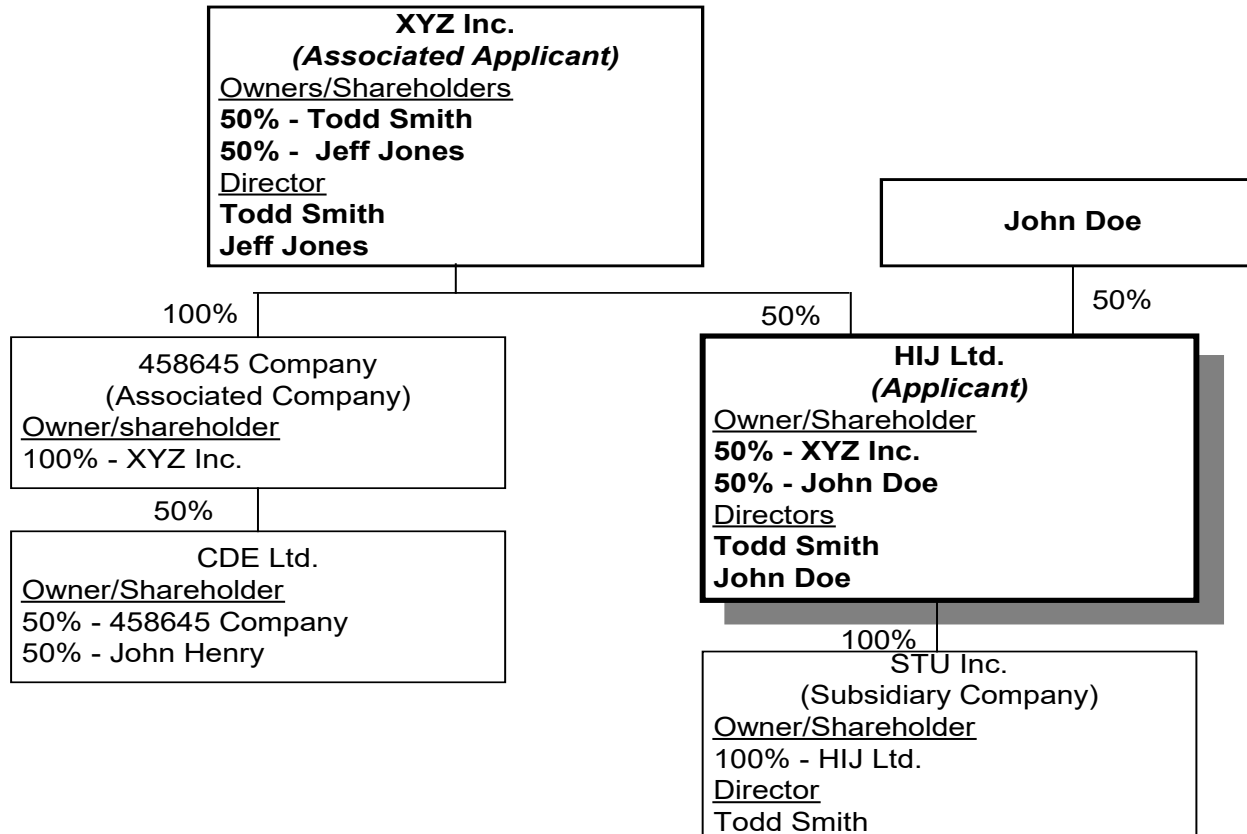 XYZ Inc.
(Associated Applicant)
Owners/Shareholders
50% - Todd Smith
50% - Jeff Jones
Director
Todd Smith
Jeff Jones
John Doe
100%
50%
50%
458645 Company
(Associated Company)
Owner/shareholder
100% - XYZ Inc.
HIJ Ltd.
(Applicant)
Owner/Shareholder
50% - XYZ Inc.
50% - John Doe
Directors
Todd Smith
John Doe
50%
CDE Ltd.
Owner/Shareholder
50% - 458645 Company
50% - John Henry
100%
STU Inc.
(Subsidiary Company)
Owner/Shareholder
100% - HIJ Ltd.
Director
Todd Smith